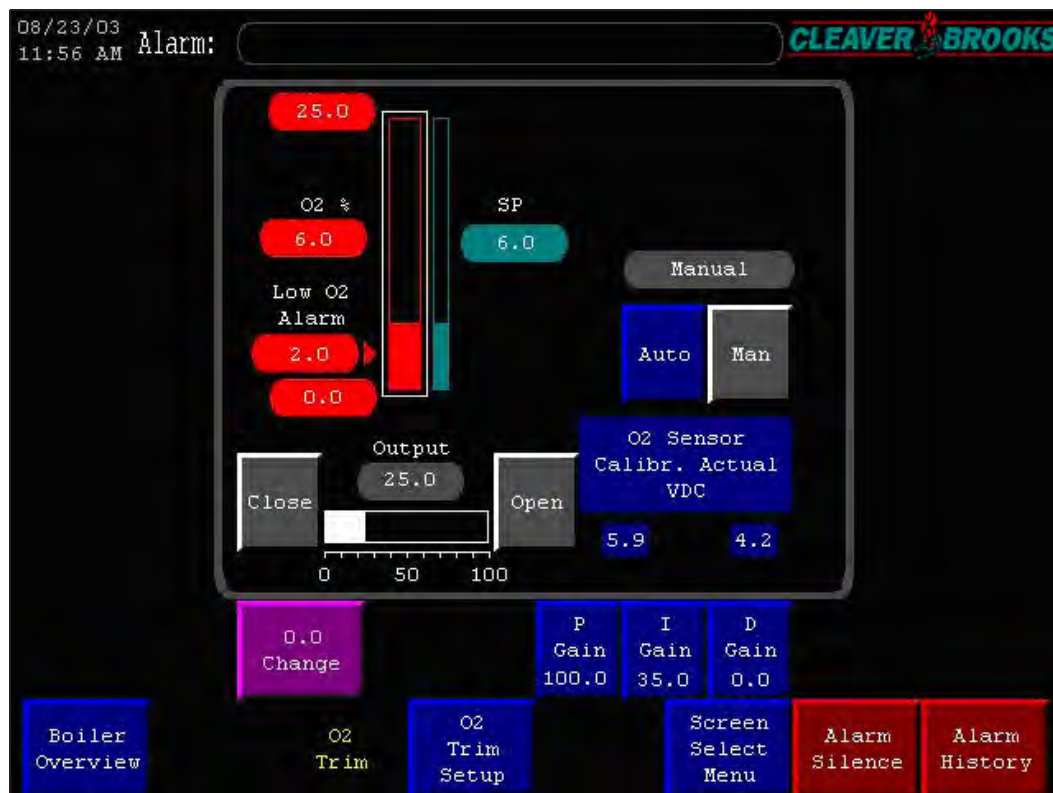 08/23/03
11:56 AM
Alarm:
CLEAVER BROOKS
25.0
O2 %
SP
6.0
6.0
Manual
Low O2
Alarm
2.0
Auto
Man
0.0
O2 Sensor
Calibr. Actual
VDC
5.9
4.2
Output
25.0
Close
Open
0
50
100
0.0
Change
P
Gain
100.0
I
Gain
35.0
D
Gain
0.0
Boiler
Overview
O2
Trim
O2
Trim
Setup
Screen
Select
Menu
Alarm
Silence
Alarm
History